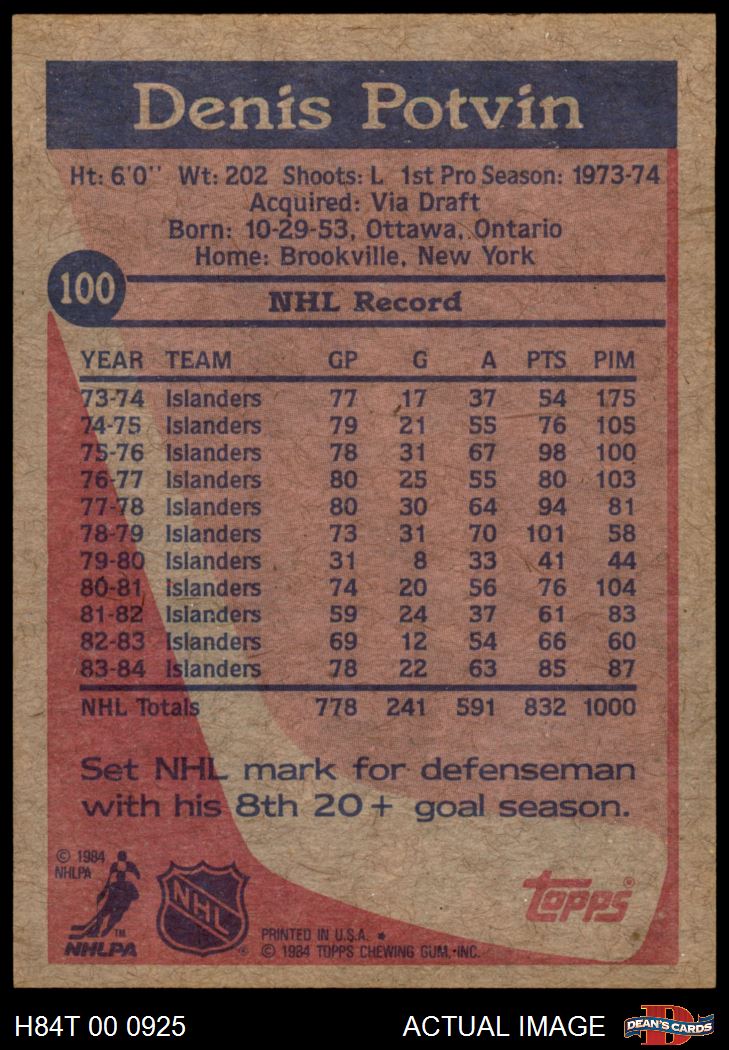 Denis Potvin
Ht: 6'0" Wt: 202 Shoots: L 1st Pro Season: 1973-74
Acquired: Via Draft
Born: 10-29-53, Ottawa, Ontario
Home: Brookville, New York
100
NHL Record
YEAR TEAM GP G A PTS PIM
73-74 Islanders 77 17 37 54 175
74-75 Islanders 79 21 55 76 105
75-76 Islanders 78 31 67 98 100
76-77 Islanders 80 25 55 80 103
77-78 Islanders 80 30 64 94 81
78-79 Islanders 73 31 70 101 58
79-80 Islanders 31 8 33 41 44
80-81 Islanders 74 20 56 76 104
81-82 Islanders 59 24 37 61 83
82-83 Islanders 69 12 54 66 60
83-84 Islanders 78 22 63 85 87
NHL Totals 778 241 591 832 1000
Set NHL mark for defenseman
with his 8th 20+ goal season.
© 1984
NHLPA
TM
NHLPA
NHL
®
topps®
PRINTED IN U.S.A. *
© 1984 TOPPS CHEWING GUM, INC.
H84T 00 0925
ACTUAL IMAGE
D
DEAN'S CARDS